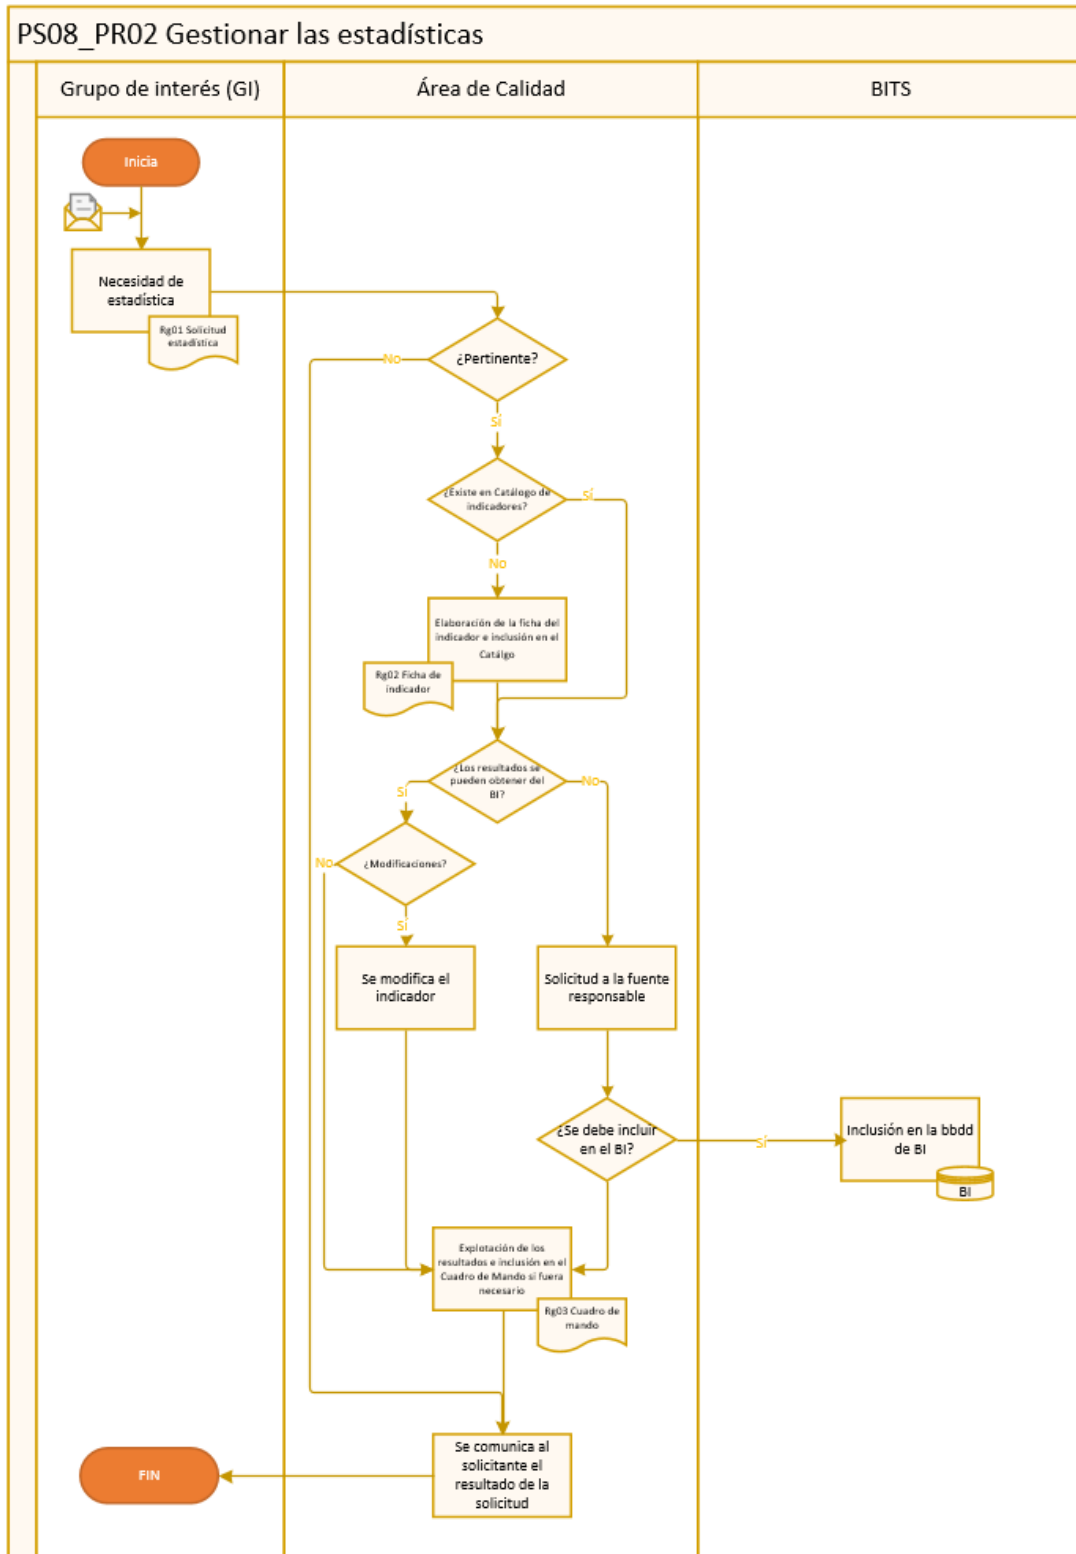 PS08_PR02 Gestionar las estadísticas
Grupo de interés (GI)
Área de Calidad
BITS
Inicia
Necesidad de
estadística
Rg01 Solicitud
estadística
¿Pertinente?
No
Sí
¿Existe en Catálogo de
indicadores?
Sí
No
Elaboración de la ficha del
indicador e inclusión en el
Catálgo
Rg02 Ficha de
indicador
¿Los resultados se
pueden obtener del
BI?
Sí
No
¿Modificaciones?
No
Sí
Se modifica el
indicador
Solicitud a la fuente
responsable
¿Se debe incluir
en el BI?
Sí
Inclusión en la bbdd
de BI
BI
Explotación de los
resultados e inclusión en el
Cuadro de Mando si fuera
necesario
Rg03 Cuadro de
mando
Se comunica al
solicitante el
resultado de la
solicitud
FIN